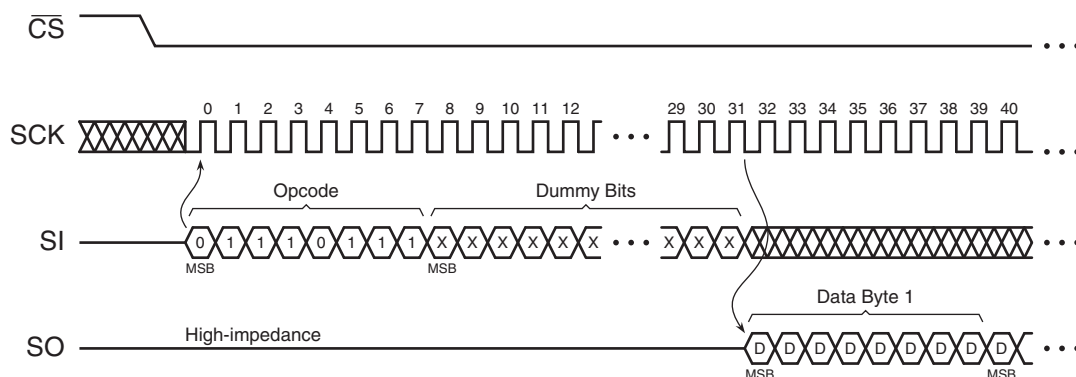 CS
0 1 2 3 4 5 6 7 8 9 10 11 12 29 30 31 32 33 34 35 36 37 38 39 40
SCK
Opcode Dummy Bits
SI 0 1 1 1 0 1 1 1 X X X X X X X X X
MSB MSB
Data Byte 1
High-impedance
SO D D D D D D D D D
MSB MSB